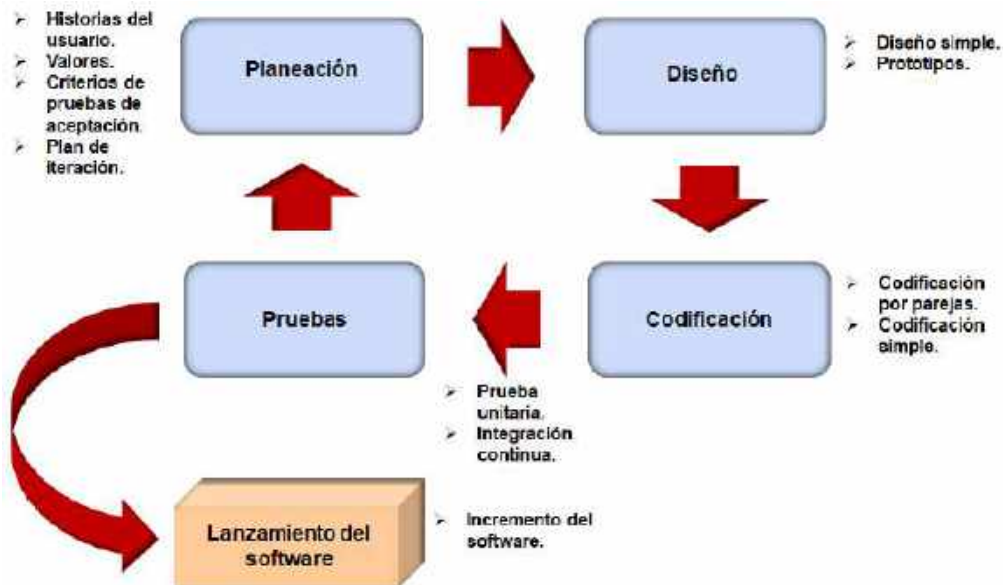 Historias del
usuario.
Valores.
Criterios de
pruebas de
aceptación.
Plan de
iteración.
Planeación
Diseño
Diseño simple.
Prototipos.
Pruebas
Codificación
Codificación
por parejas.
Codificación
simple.
Prueba
unitaria.
Integración
continua.
Lanzamiento del
software
Incremento del
software.